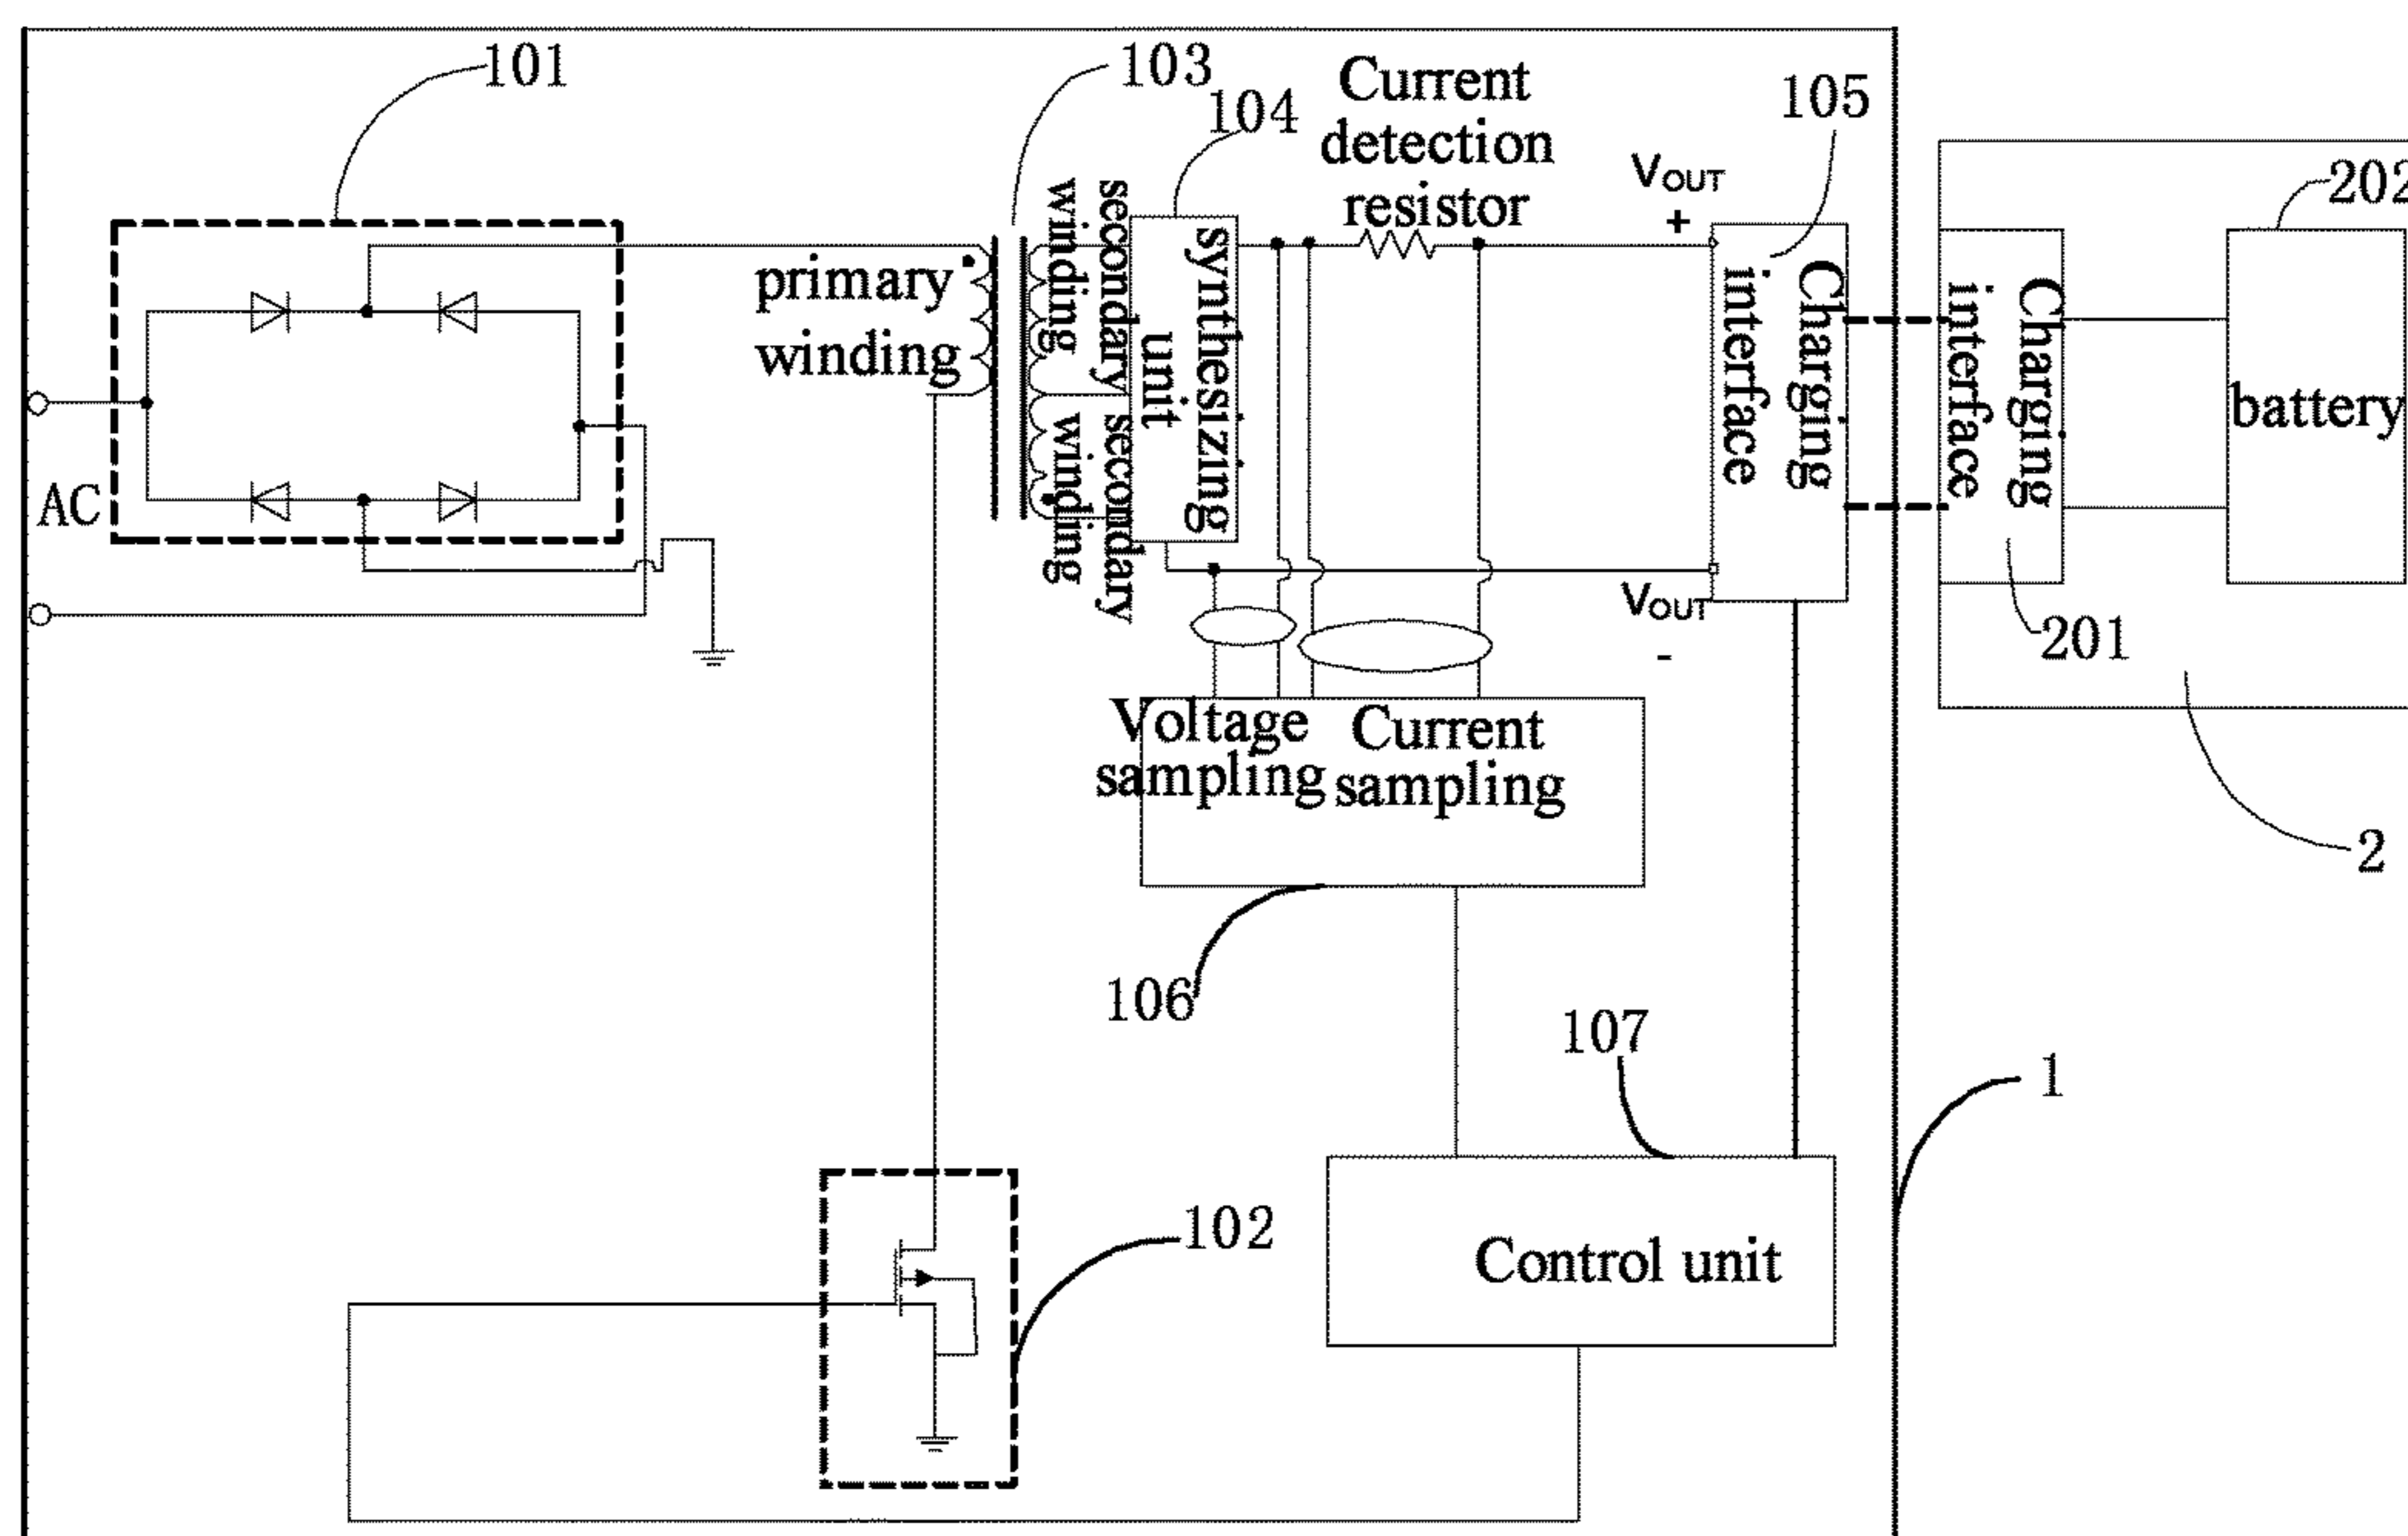 101
103
104
Current
detection
resistor
105
VOUT
+
202
primary
winding
secondary
winding
secondary
winding
synthesizing
unit
Charging
interface
Charging
interface
battery
AC
VOUT
-
201
2
Voltage
sampling
Current
sampling
106
107
1
102
Control unit